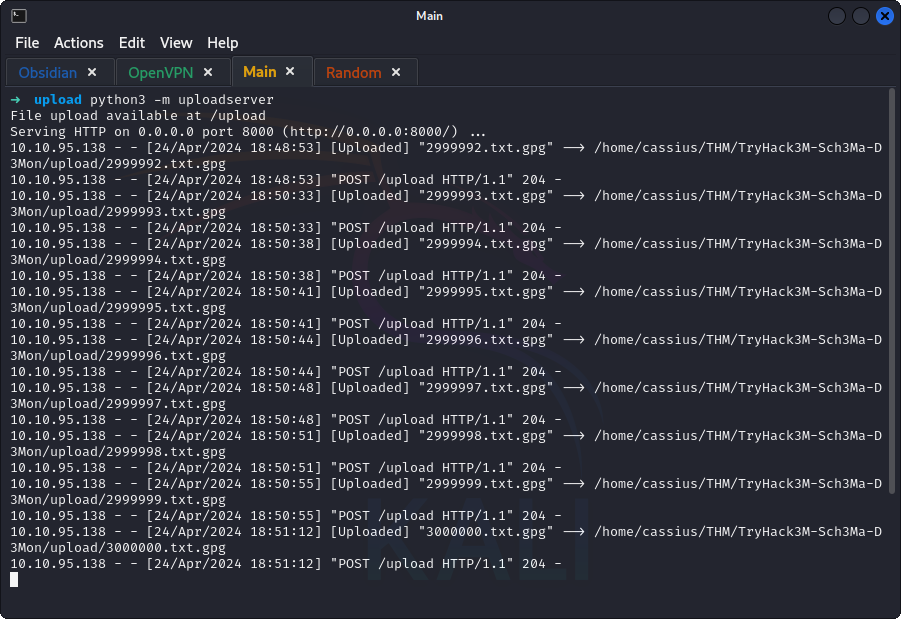 Main
File Actions Edit View Help
Obsidian × OpenVPN × Main × Random ×
→ upload python3 -m uploadserver
File upload available at /upload
Serving HTTP on 0.0.0.0 port 8000 (http://0.0.0.0:8000/) ...
10.10.95.138 - - [24/Apr/2024 18:48:53] [Uploaded] "2999992.txt.gpg" --> /home/cassius/THM/TryHack3M-Sch3Ma-D
3Mon/upload/2999992.txt.gpg
10.10.95.138 - - [24/Apr/2024 18:48:53] "POST /upload HTTP/1.1" 204 -
10.10.95.138 - - [24/Apr/2024 18:50:33] [Uploaded] "2999993.txt.gpg" --> /home/cassius/THM/TryHack3M-Sch3Ma-D
3Mon/upload/2999993.txt.gpg
10.10.95.138 - - [24/Apr/2024 18:50:33] "POST /upload HTTP/1.1" 204 -
10.10.95.138 - - [24/Apr/2024 18:50:38] [Uploaded] "2999994.txt.gpg" --> /home/cassius/THM/TryHack3M-Sch3Ma-D
3Mon/upload/2999994.txt.gpg
10.10.95.138 - - [24/Apr/2024 18:50:38] "POST /upload HTTP/1.1" 204 -
10.10.95.138 - - [24/Apr/2024 18:50:41] [Uploaded] "2999995.txt.gpg" --> /home/cassius/THM/TryHack3M-Sch3Ma-D
3Mon/upload/2999995.txt.gpg
10.10.95.138 - - [24/Apr/2024 18:50:41] "POST /upload HTTP/1.1" 204 -
10.10.95.138 - - [24/Apr/2024 18:50:44] [Uploaded] "2999996.txt.gpg" --> /home/cassius/THM/TryHack3M-Sch3Ma-D
3Mon/upload/2999996.txt.gpg
10.10.95.138 - - [24/Apr/2024 18:50:44] "POST /upload HTTP/1.1" 204 -
10.10.95.138 - - [24/Apr/2024 18:50:48] [Uploaded] "2999997.txt.gpg" --> /home/cassius/THM/TryHack3M-Sch3Ma-D
3Mon/upload/2999997.txt.gpg
10.10.95.138 - - [24/Apr/2024 18:50:48] "POST /upload HTTP/1.1" 204 -
10.10.95.138 - - [24/Apr/2024 18:50:51] [Uploaded] "2999998.txt.gpg" --> /home/cassius/THM/TryHack3M-Sch3Ma-D
3Mon/upload/2999998.txt.gpg
10.10.95.138 - - [24/Apr/2024 18:50:51] "POST /upload HTTP/1.1" 204 -
10.10.95.138 - - [24/Apr/2024 18:50:55] [Uploaded] "2999999.txt.gpg" --> /home/cassius/THM/TryHack3M-Sch3Ma-D
3Mon/upload/2999999.txt.gpg
10.10.95.138 - - [24/Apr/2024 18:50:55] "POST /upload HTTP/1.1" 204 -
10.10.95.138 - - [24/Apr/2024 18:51:12] [Uploaded] "3000000.txt.gpg" --> /home/cassius/THM/TryHack3M-Sch3Ma-D
3Mon/upload/3000000.txt.gpg
10.10.95.138 - - [24/Apr/2024 18:51:12] "POST /upload HTTP/1.1" 204 -
KALI